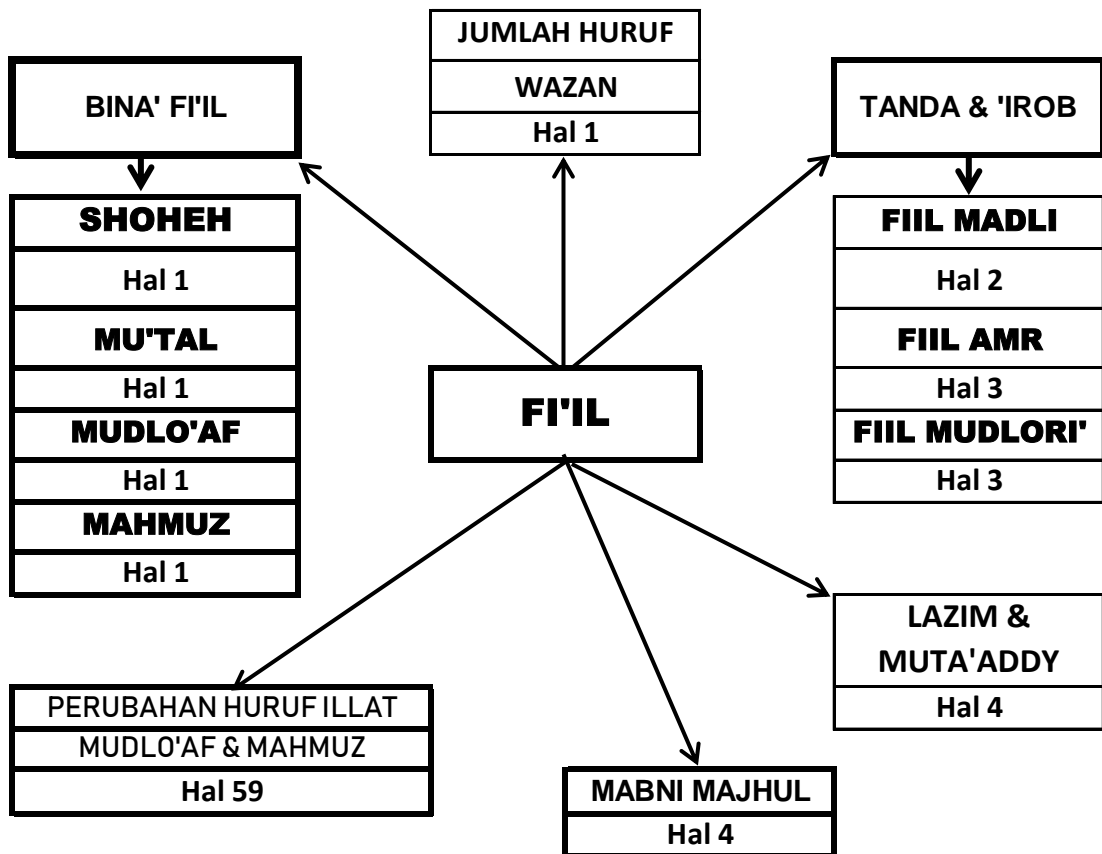 JUMLAH HURUF
WAZAN
Hal 1
BINA' FI'IL
SHOHEH
Hal 1
MU'TAL
Hal 1
MUDLO'AF
Hal 1
MAHMUZ
Hal 1
TANDA & 'IROB
FIIL MADLI
Hal 2
FIIL AMR
Hal 3
FIIL MUDLORI'
Hal 3
FI'IL
LAZIM &
MUTA'ADDY
Hal 4
PERUBAHAN HURUF ILLAT
MUDLO'AF & MAHMUZ
Hal 59
MABNI MAJHUL
Hal 4